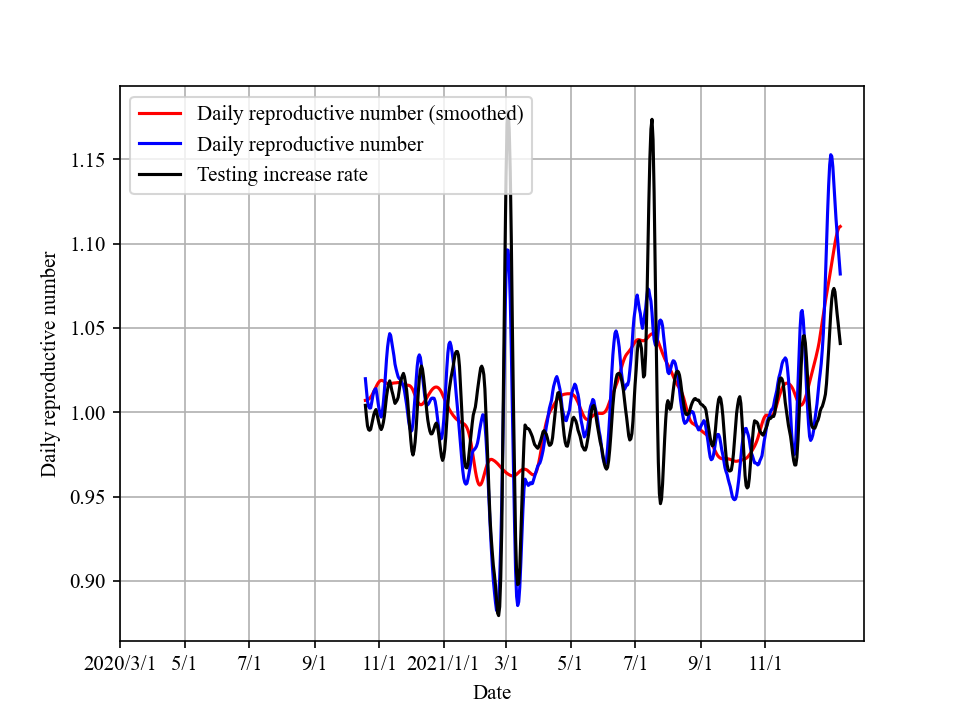 Daily reproductive number (smoothed)
Daily reproductive number
Testing increase rate
1.15
1.10
1.05
1.00
0.95
0.90
Daily reproductive number
2020/3/1 5/1 7/1 9/1 11/1 2021/1/1 3/1 5/1 7/1 9/1 11/1
Date